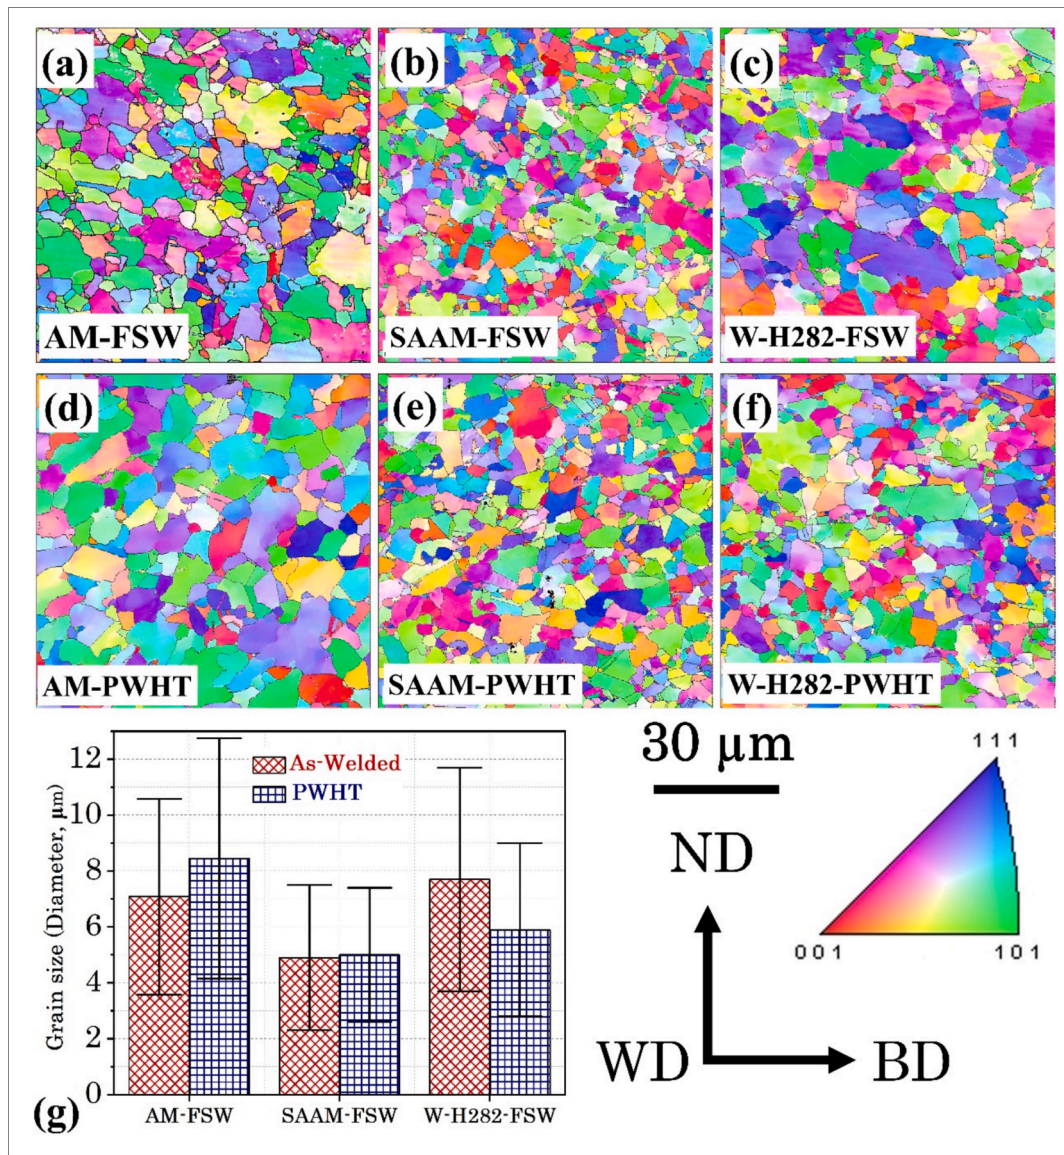 (a)
AM-FSW
(b)
SAAM-FSW
(c)
W-H282-FSW
(d)
AM-PWHT
(e)
SAAM-PWHT
(f)
W-H282-PWHT
12
10
8
6
4
2
0
Grain size (Diameter, μm)
As-Welded
PWHT
AM-FSW
SAAM-FSW
W-H282-FSW
(g)
30 μm
ND
WD
BD
1 1 1
0 0 1
1 0 1